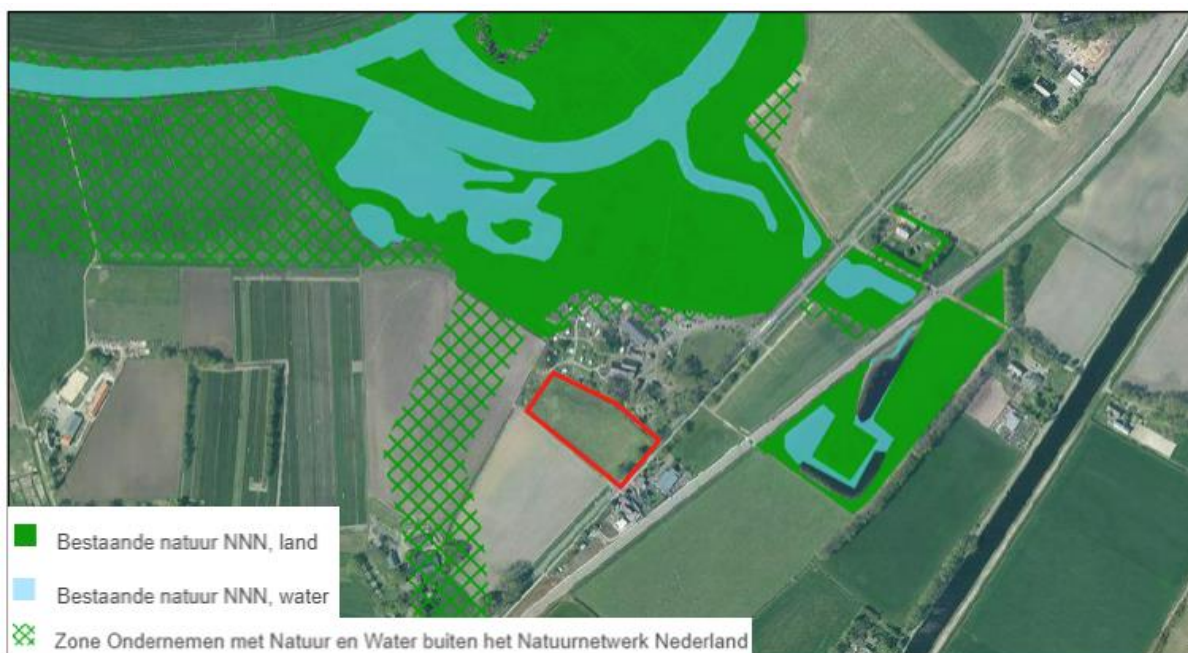 Bestaande natuur NNN, land
Bestaande natuur NNN, water
Zone Ondernemen met Natuur en Water buiten het Natuurnetwerk Nederland